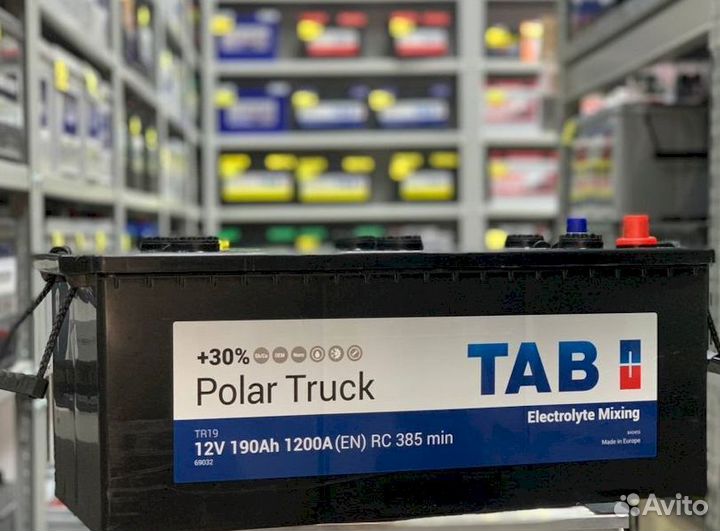 +30%
Polar Truck
TAB
Electrolyte Mixing
TR19
12V 190Ah 1200A (EN) RC 385 min
69032
Made in Europe
Avito